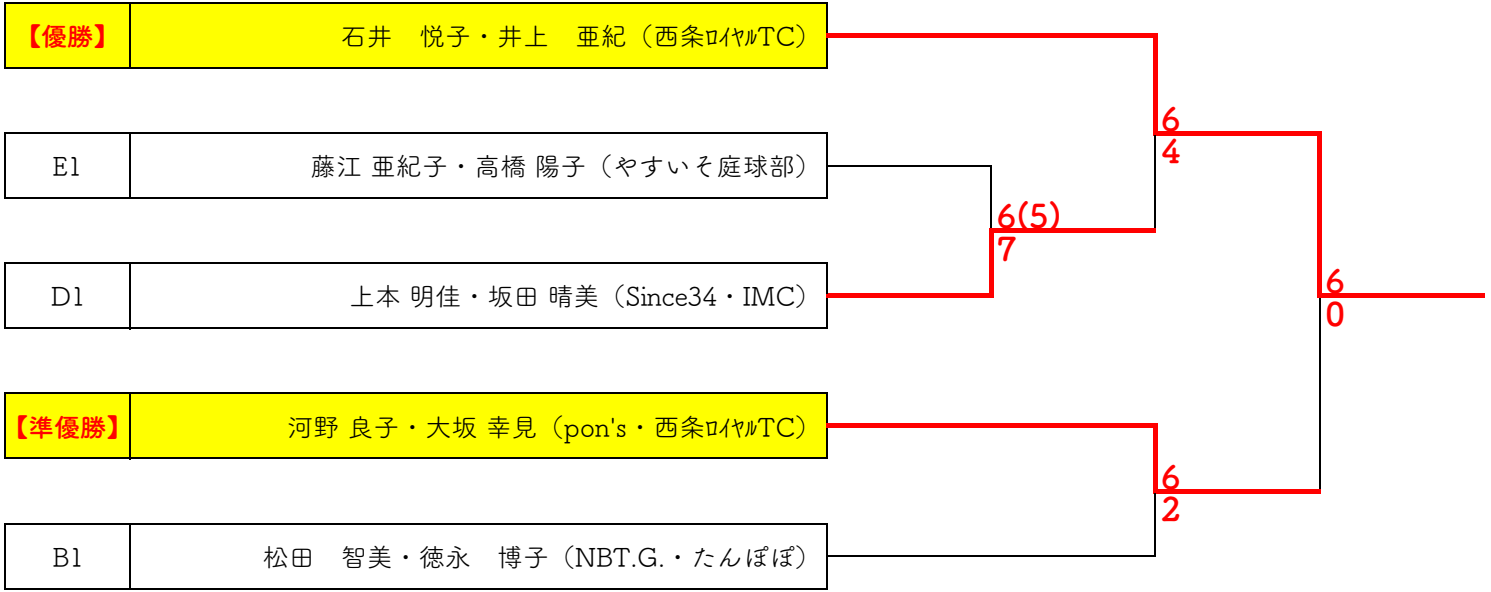 【優勝】 石井　悦子・井上　亜紀（西条ﾛｲﾔﾙTC）
6
4
E1 藤江 亜紀子・高橋 陽子（やすいそ庭球部）
6(5)
7
D1 上本 明佳・坂田 晴美（Since34・IMC）
6
0
【準優勝】 河野 良子・大坂 幸見（pon's・西条ﾛｲﾔﾙTC）
6
2
B1 松田　智美・徳永　博子（NBT.G.・たんぽぽ）